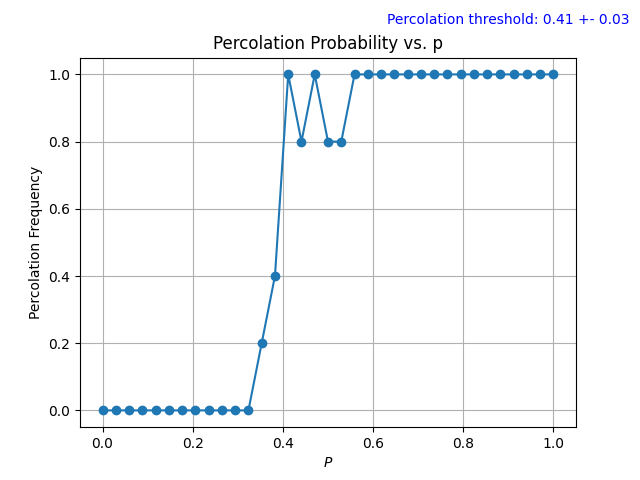 Percolation threshold: 0.41 +- 0.03
Percolation Probability vs. p
1.0
0.8
0.6
0.4
0.2
0.0
Percolation Frequency
0.0 0.2 0.4 0.6 0.8 1.0
P